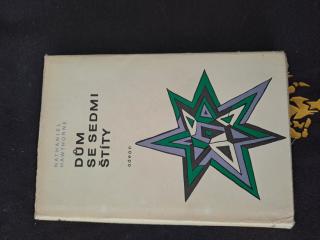 NATHANIEL
HAWTHORNE
DŮM
SE SEDMI
ŠTÍTY
odeon